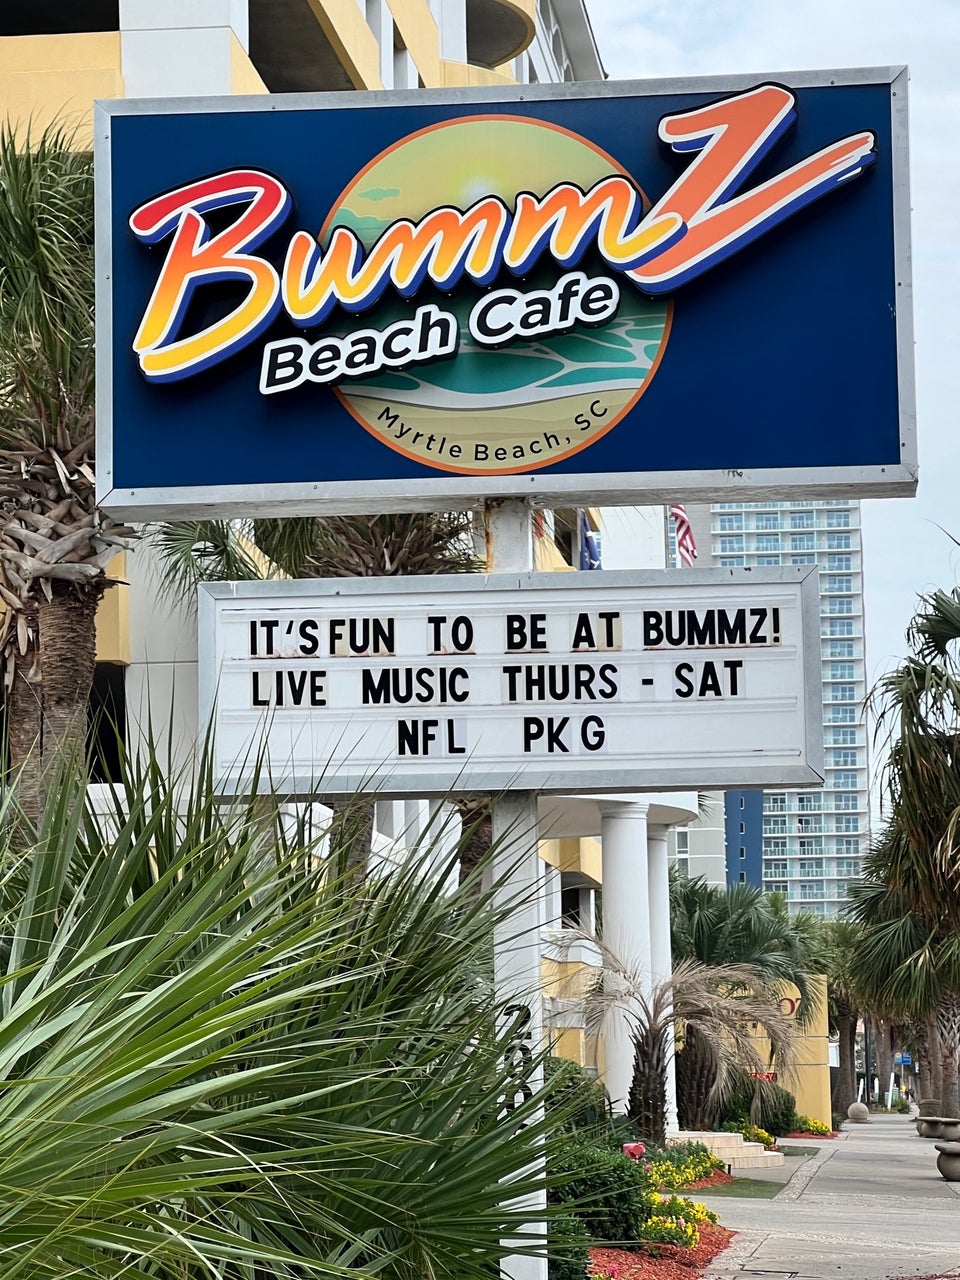 BummZ
Beach Cafe
Myrtle Beach, SC
IT'S FUN TO BE AT BUMMZ!
LIVE MUSIC THURS - SAT
NFL PKG